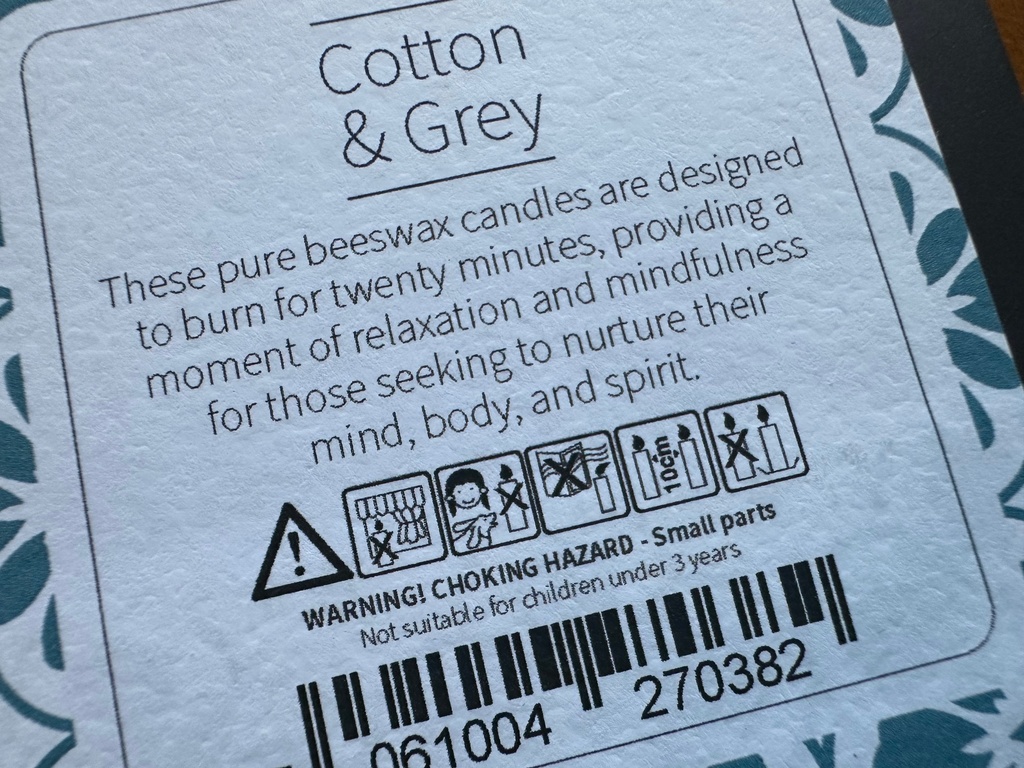 Cotton
& Grey
These pure beeswax candles are designed
to burn for twenty minutes, providing a
moment of relaxation and mindfulness
for those seeking to nurture their
mind, body, and spirit.
!
10cm
WARNING! CHOKING HAZARD - Small parts
Not suitable for children under 3 years
061004 270382